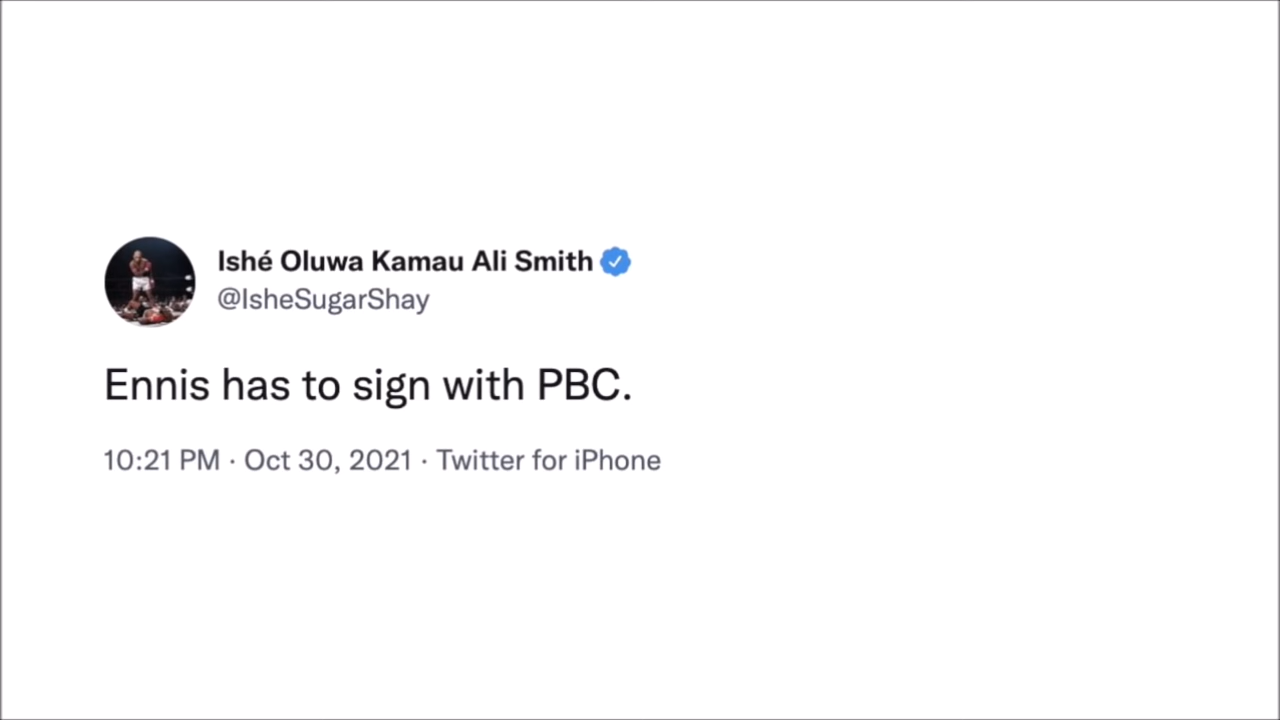 Ishé Oluwa Kamau Ali Smith
@IsheSugarShay
Ennis has to sign with PBC.
10:21 PM · Oct 30, 2021 · Twitter for iPhone